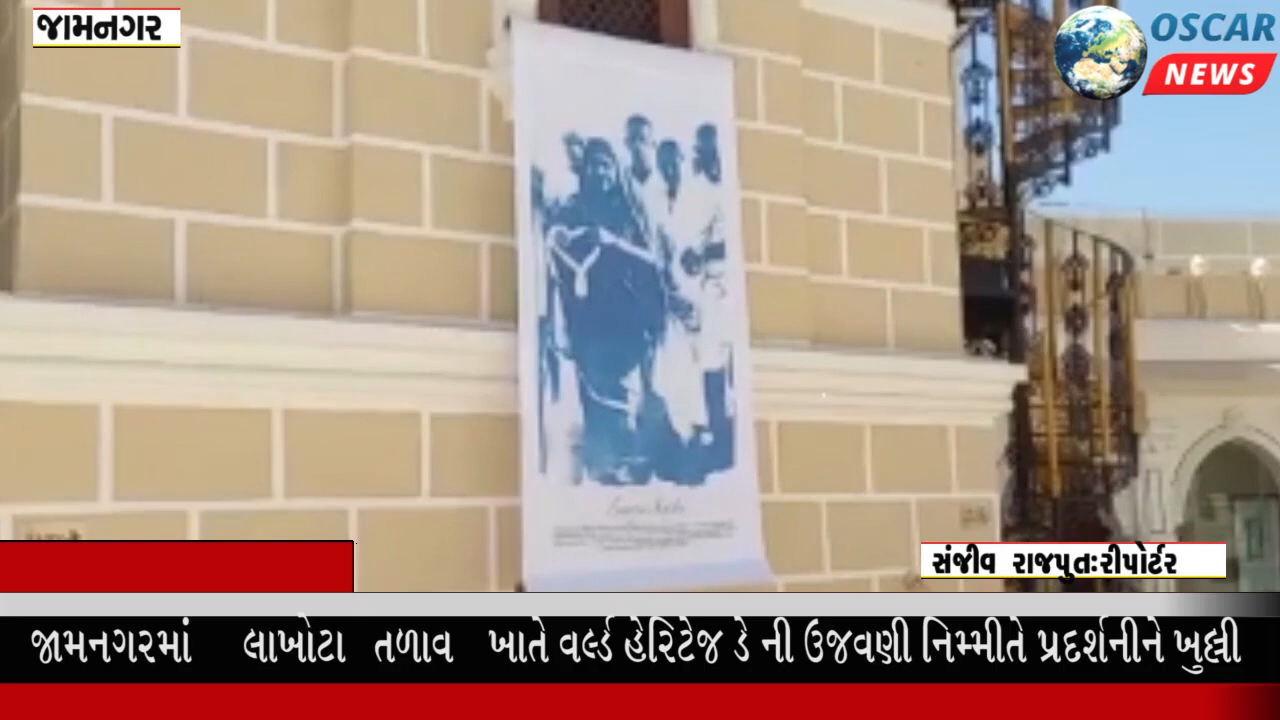 જામનગર
OSCAR
NEWS
સંજીવ રાજપુતઃરીપોર્ટર
જામનગરમાં લાખોટા તળાવ ખાતે વર્લ્ડ હેરિટેજ ડે ની ઉજવણી નિમ્મીતે પ્રદર્શનીને ખુલ્લી